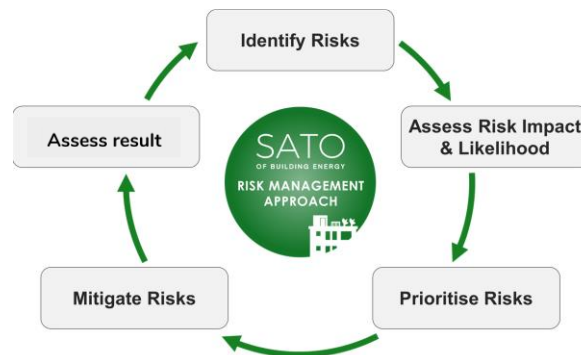 Identify Risks
Assess Risk Impact
& Likelihood
Prioritise Risks
Mitigate Risks
Assess result
SATO
OF BUILDING ENERGY
RISK MANAGEMENT
APPROACH